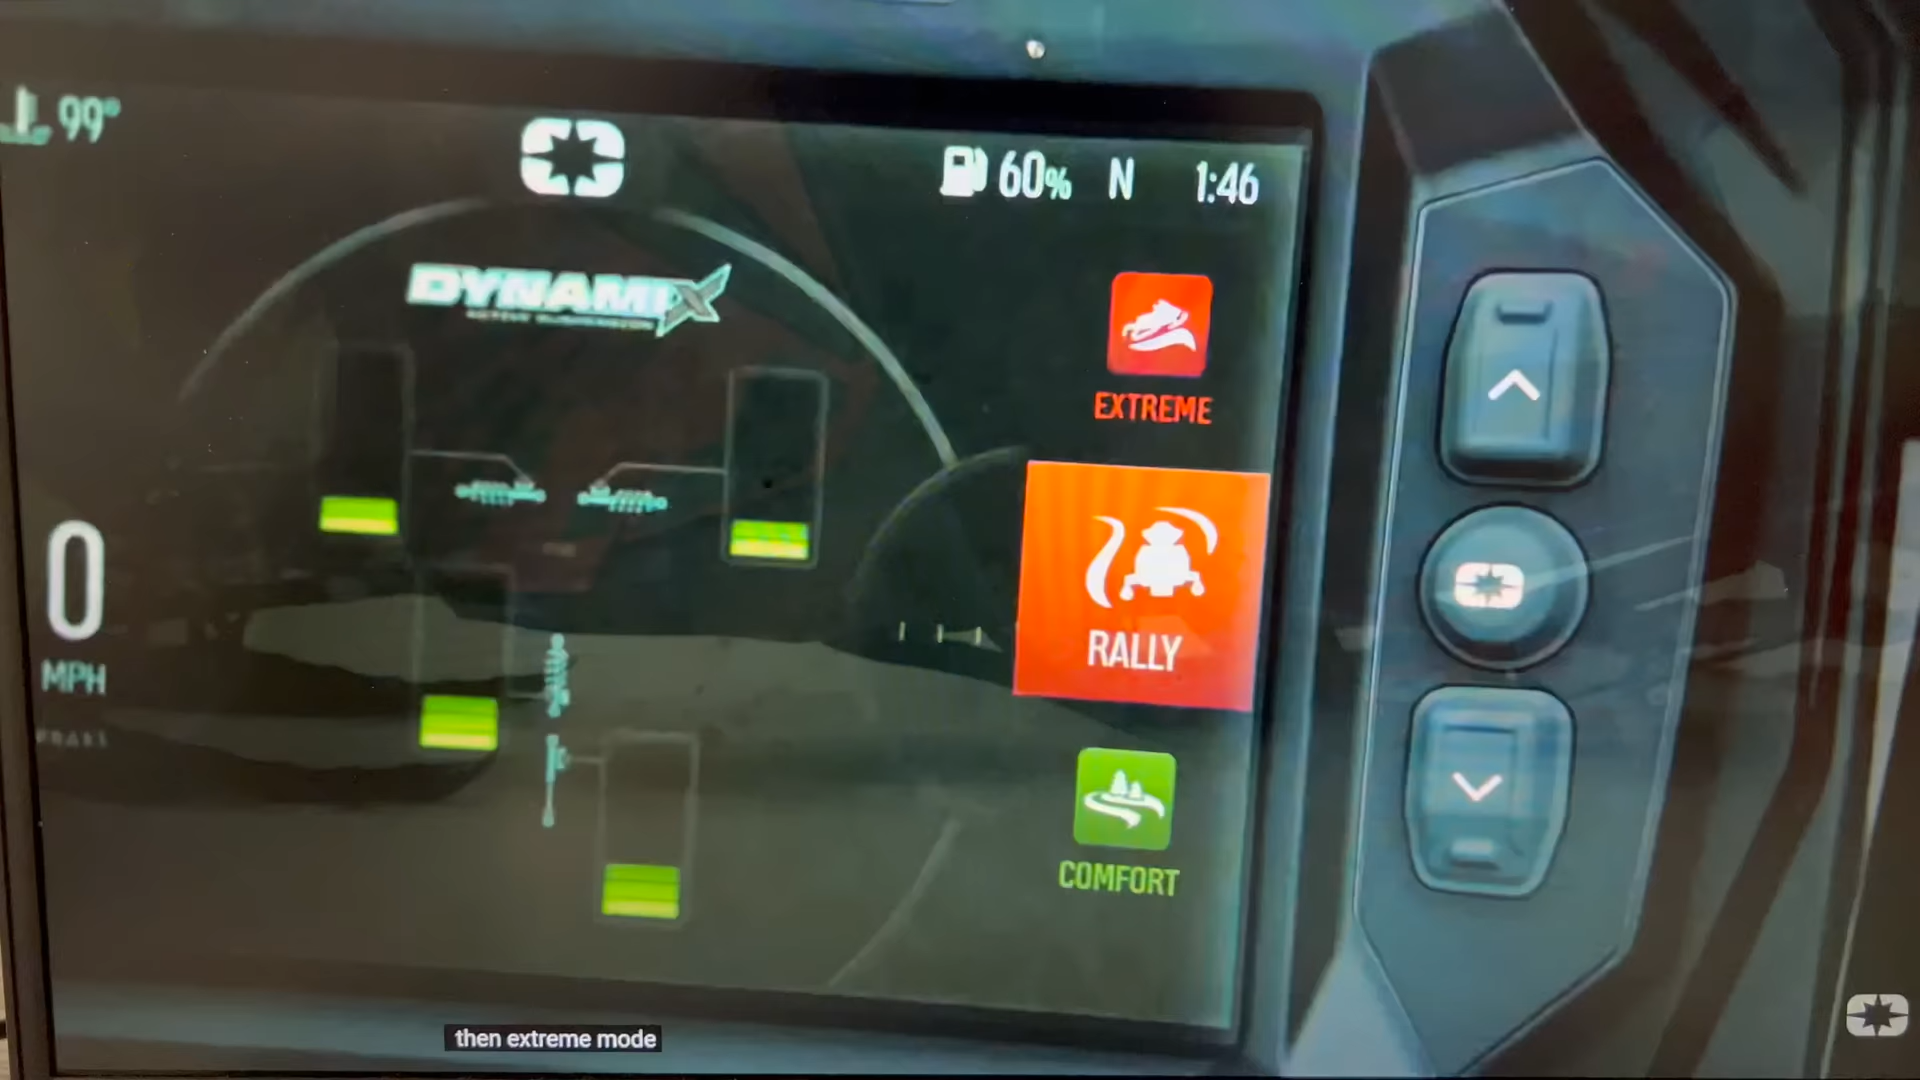 99°
60% N 1:46
DYNAMIX
EXTREME
0
MPH
RALLY
COMFORT
then extreme mode